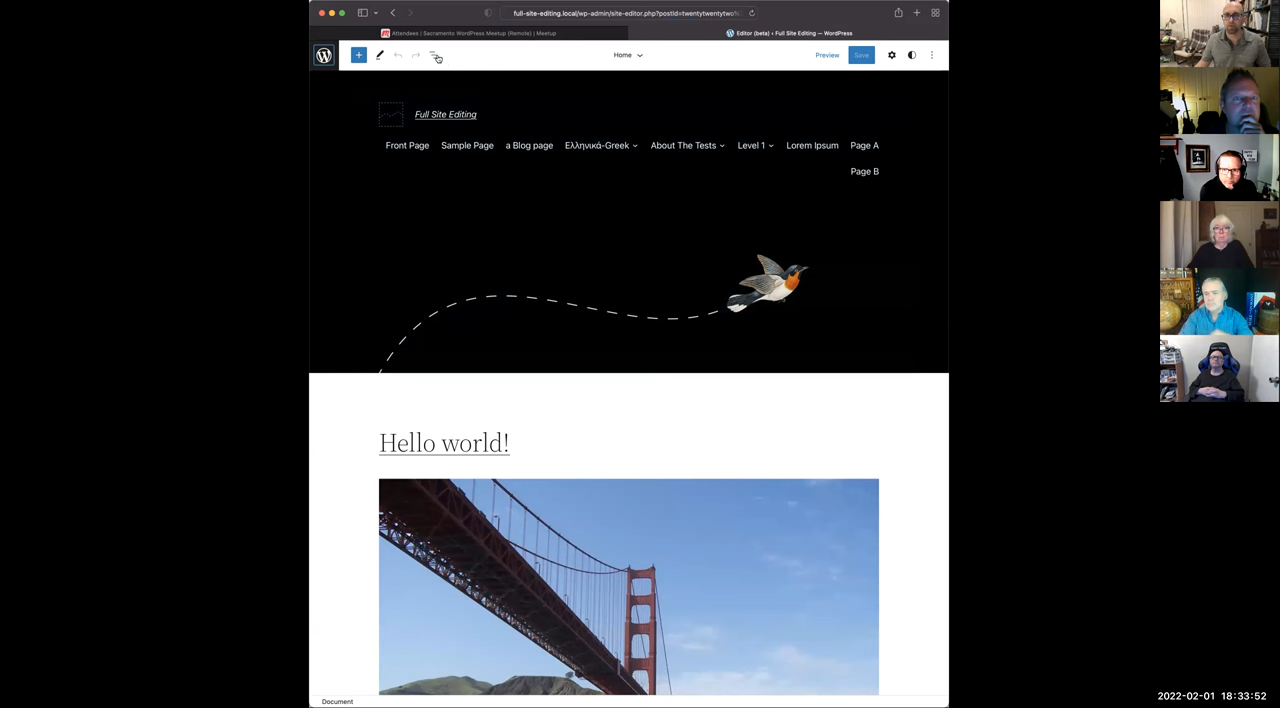 full-site-editing.local/wp-admin/site-editor.php?postId=twentytwentytwo%
Attendees | Sacramento WordPress Meetup (Remote) | Meetup
Editor (beta) ‹ Full Site Editing — WordPress
Home
Preview
Save
Full Site Editing
Front Page Sample Page a Blog page Ελληνικά-Greek About The Tests Level 1 Lorem Ipsum Page A
Page B
Hello world!
Document
2022-02-01 18:33:52